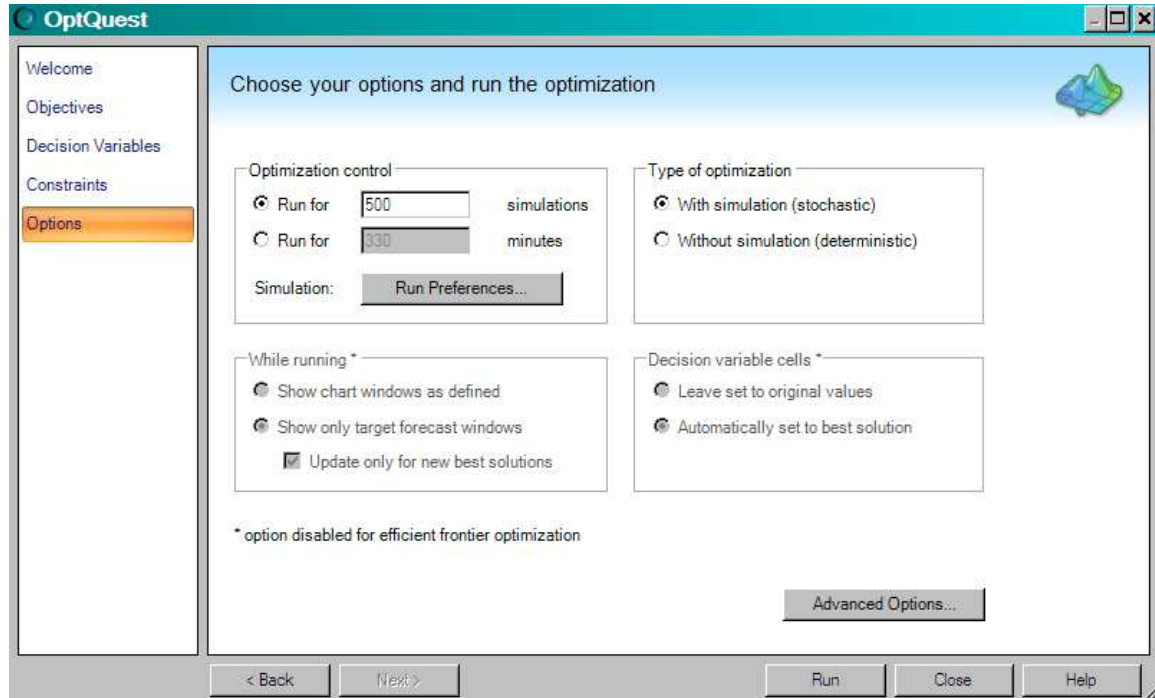 OptQuest
Welcome
Objectives
Decision Variables
Constraints
Options
Choose your options and run the optimization
Optimization control
Run for 500 simulations
Run for 330 minutes
Simulation: Run Preferences...
Type of optimization
With simulation (stochastic)
Without simulation (deterministic)
While running *
Show chart windows as defined
Show only target forecast windows
Update only for new best solutions
Decision variable cells *
Leave set to original values
Automatically set to best solution
* option disabled for efficient frontier optimization
Advanced Options...
< Back Next > Run Close Help